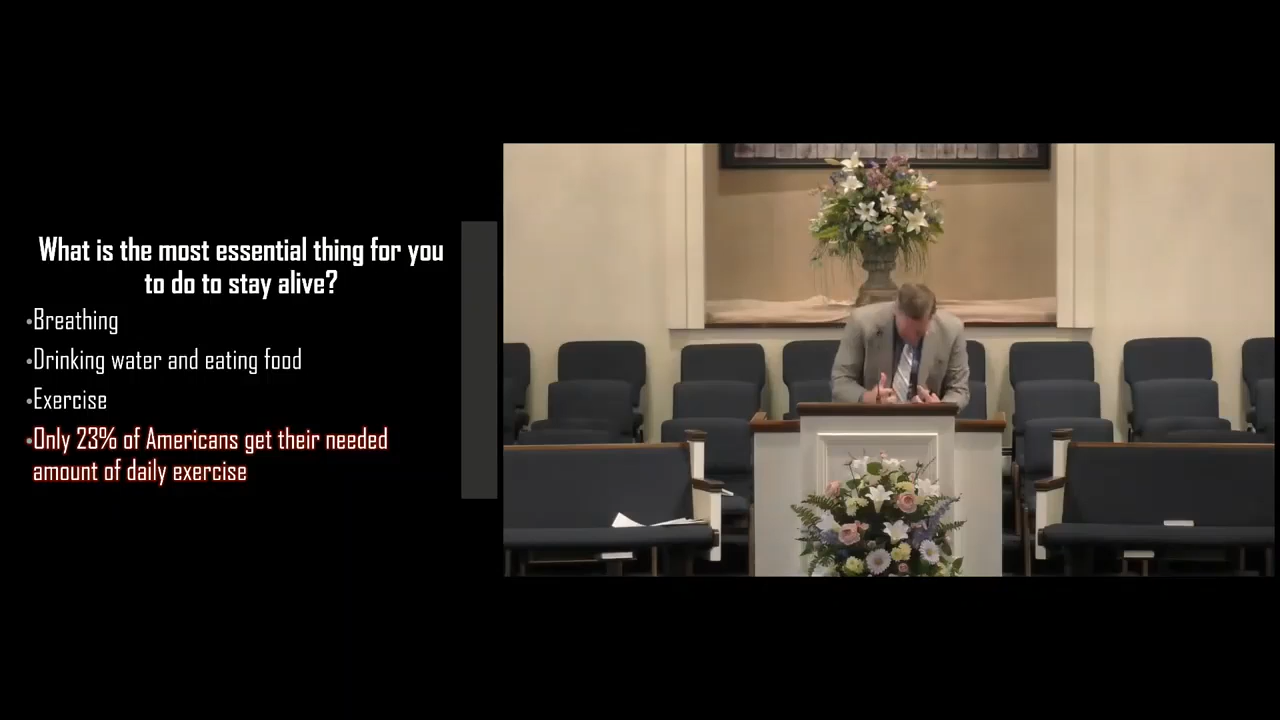 What is the most essential thing for you
to do to stay alive?
•Breathing
•Drinking water and eating food
•Exercise
•Only 23% of Americans get their needed
amount of daily exercise